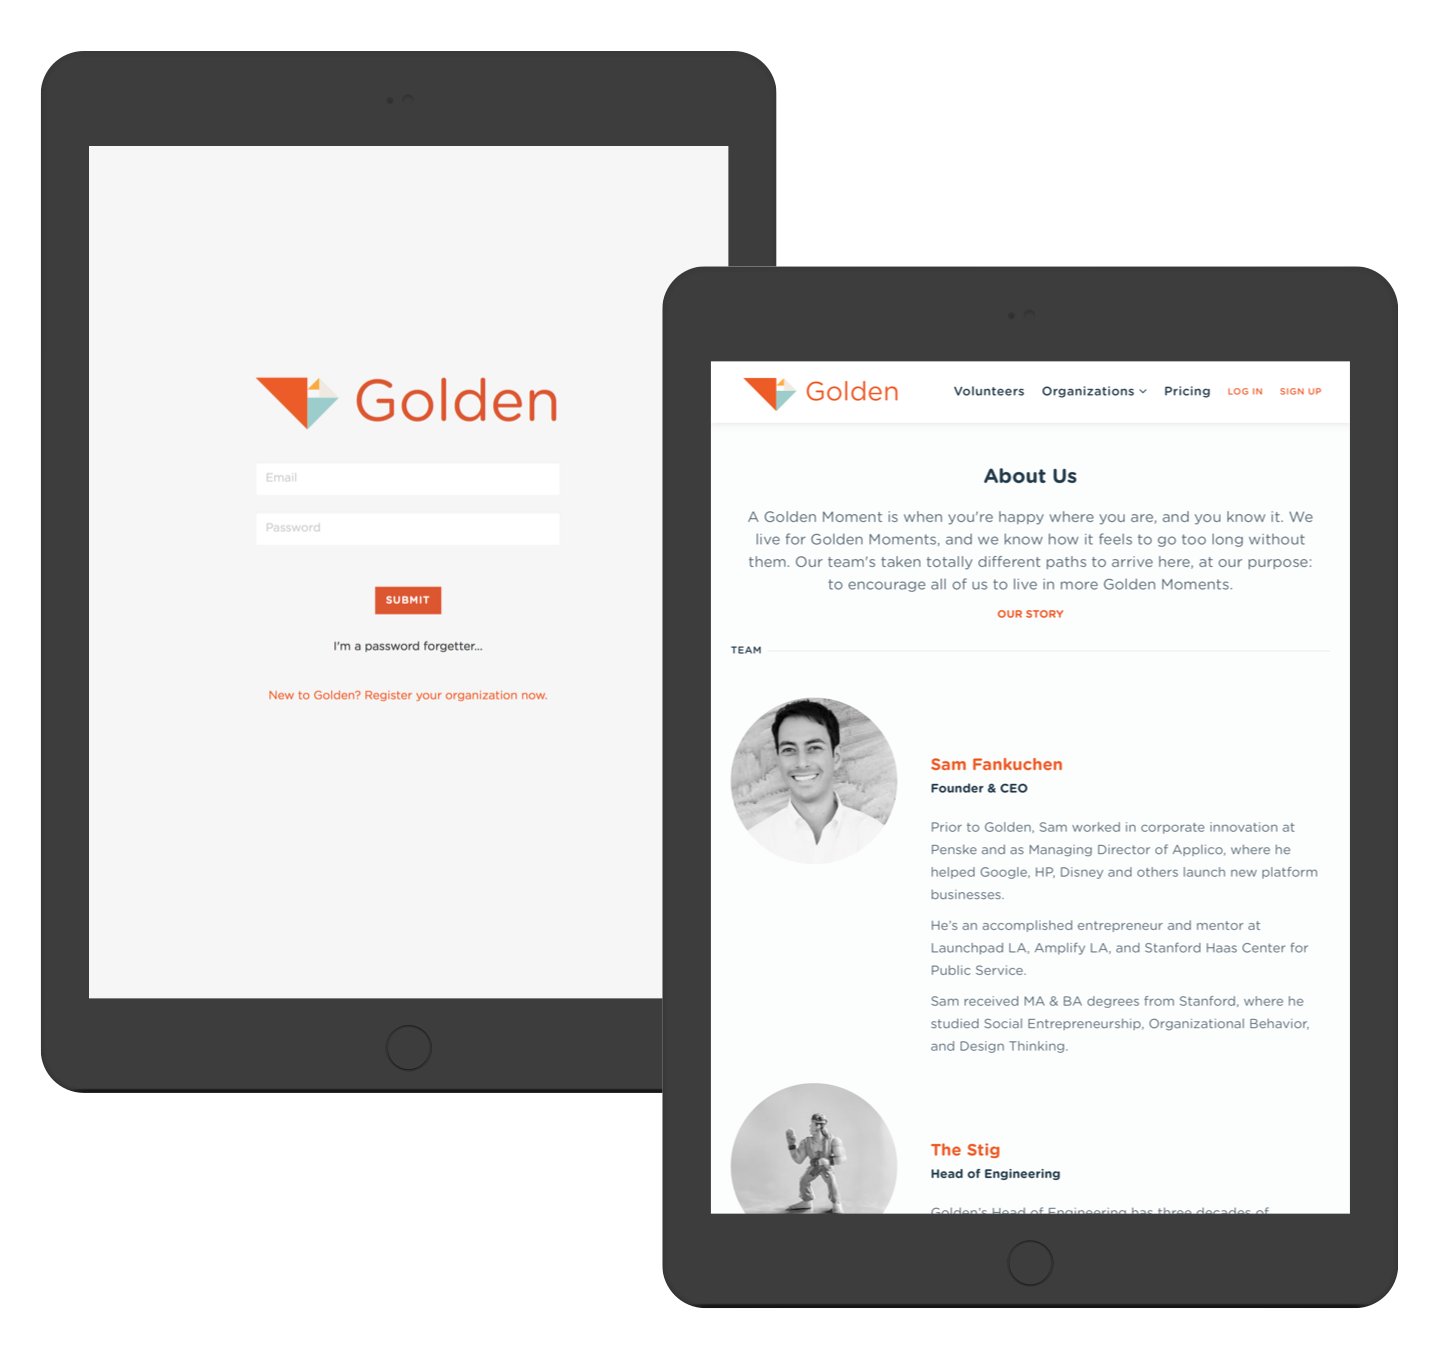 Golden
Email
Password
SUBMIT
I'm a password forgetter...
New to Golden? Register your organization now.
Golden
Volunteers Organizations Pricing LOG IN SIGN UP
About Us
A Golden Moment is when you're happy where you are, and you know it. We
live for Golden Moments, and we know how it feels to go too long without
them. Our team's taken totally different paths to arrive here, at our purpose:
to encourage all of us to live in more Golden Moments.
OUR STORY
TEAM
Sam Fankuchen
Founder & CEO
Prior to Golden, Sam worked in corporate innovation at
Penske and as Managing Director of Applico, where he
helped Google, HP, Disney and others launch new platform
businesses.
He's an accomplished entrepreneur and mentor at
Launchpad LA, Amplify LA, and Stanford Haas Center for
Public Service.
Sam received MA & BA degrees from Stanford, where he
studied Social Entrepreneurship, Organizational Behavior,
and Design Thinking.
The Stig
Head of Engineering
Golden's Head of Engineering has three decades of